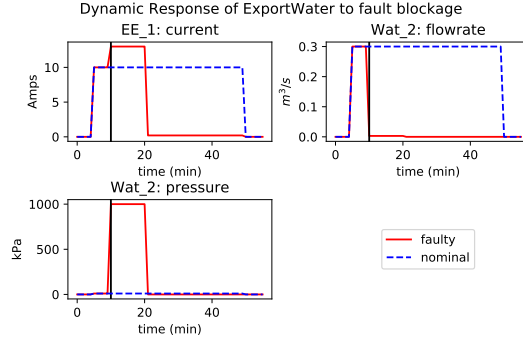 Dynamic Response of ExportWater to fault blockage
EE_1: current
Amps
10
5
0
0
20
40
time (min)
Wat_2: flowrate
m³/s
0.3
0.2
0.1
0.0
0
20
40
time (min)
Wat_2: pressure
kPa
1000
500
0
0
20
40
time (min)
faulty
nominal